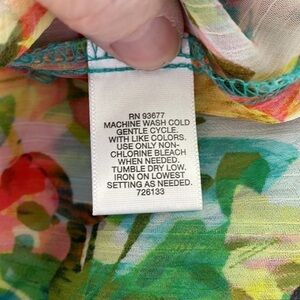 RN 93677
MACHINE WASH COLD
GENTLE CYCLE.
WITH LIKE COLORS.
USE ONLY NON-
CHLORINE BLEACH
WHEN NEEDED.
TUMBLE DRY LOW.
IRON ON LOWEST
SETTING AS NEEDED.
726133